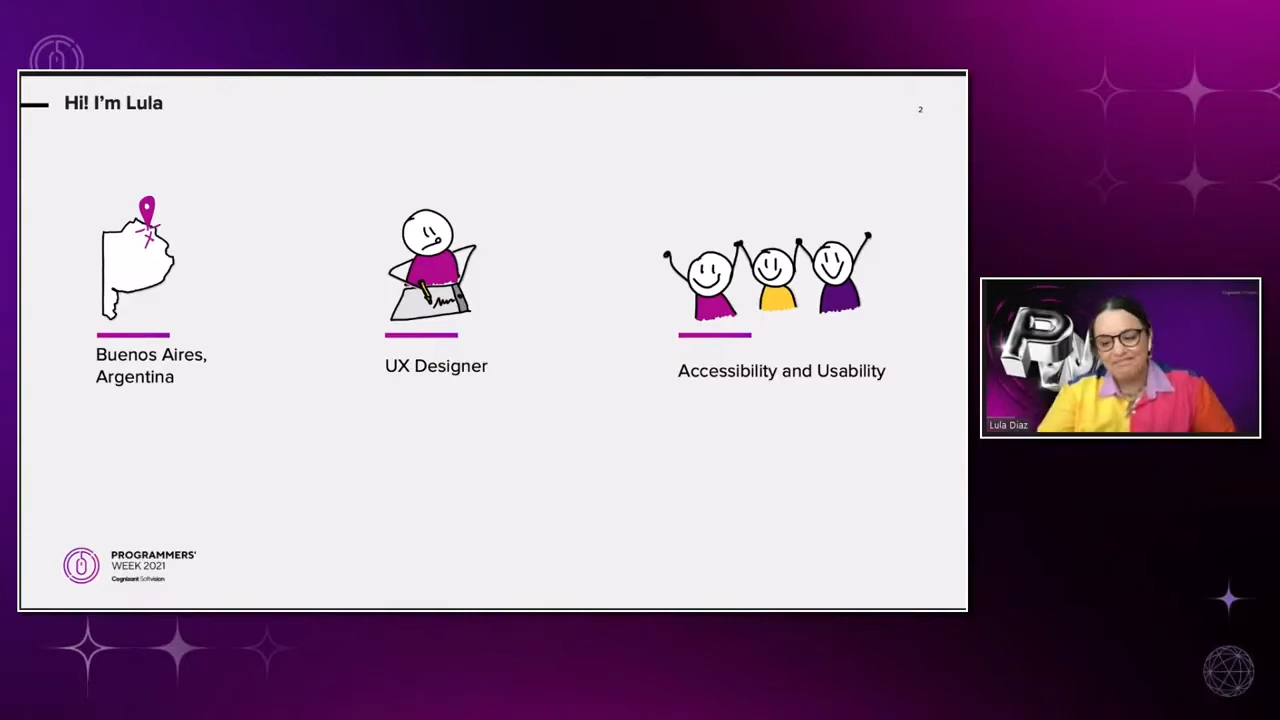 Hi! I'm Lula
2
Buenos Aires,
Argentina
UX Designer
Accessibility and Usability
PROGRAMMERS'
WEEK 2021
Cognizant Softvision
Lula Diaz